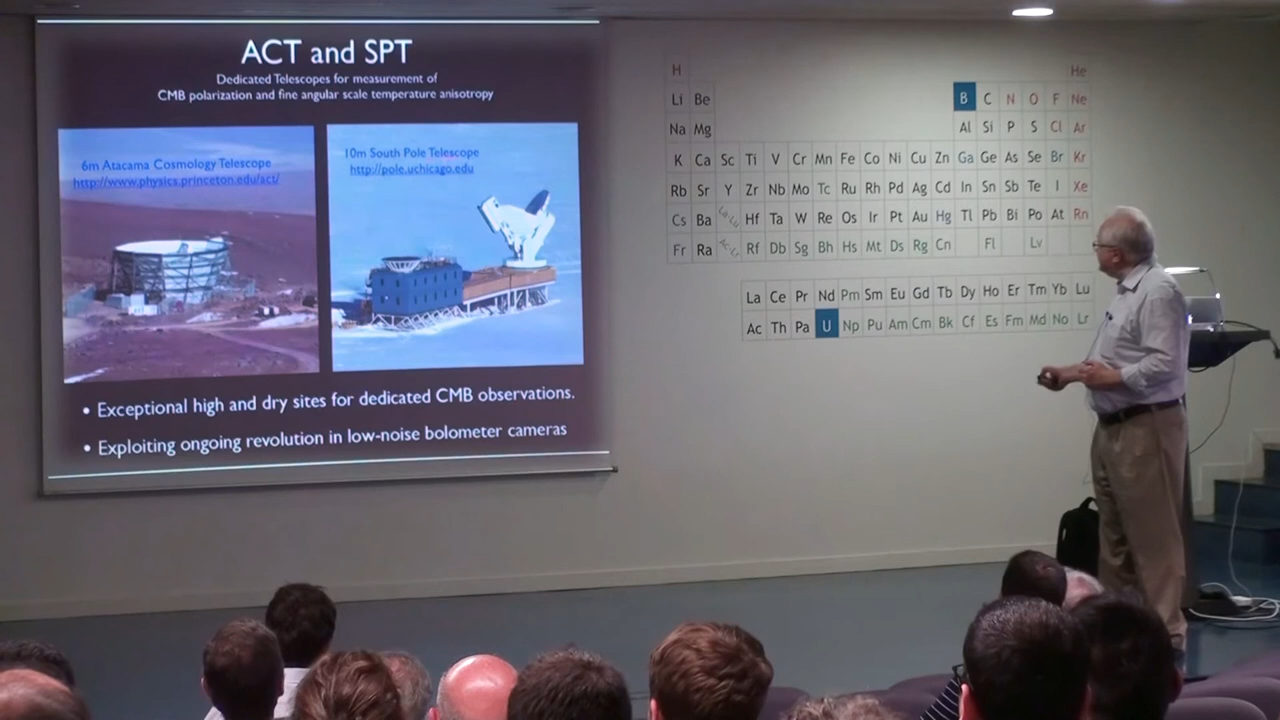 ACT and SPT
Dedicated Telescopes for measurement of
CMB polarization and fine angular scale temperature anisotropy
6m Atacama Cosmology Telescope
http://www.physics.princeton.edu/act/
10m South Pole Telescope
http://pole.uchicago.edu
• Exceptional high and dry sites for dedicated CMB observations.
• Exploiting ongoing revolution in low-noise bolometer cameras
H He
Li Be B C N O F Ne
Na Mg Al Si P S Cl Ar
K Ca Sc Ti V Cr Mn Fe Co Ni Cu Zn Ga Ge As Se Br Kr
Rb Sr Y Zr Nb Mo Tc Ru Rh Pd Ag Cd In Sn Sb Te I Xe
Cs Ba La-Lu Hf Ta W Re Os Ir Pt Au Hg Tl Pb Bi Po At Rn
Fr Ra Ac-Lr Rf Db Sg Bh Hs Mt Ds Rg Cn Fl Lv
La Ce Pr Nd Pm Sm Eu Gd Tb Dy Ho Er Tm Yb Lu
Ac Th Pa U Np Pu Am Cm Bk Cf Es Fm Md No Lr